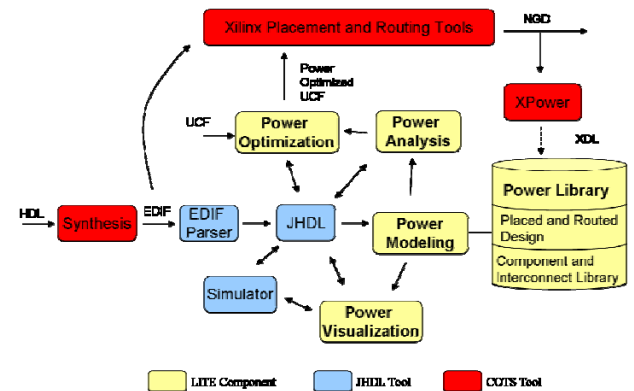 Xilinx Placement and Routing Tools
NGD
Power
Optimized
UCF
XPower
UCF
Power
Optimization
Power
Analysis
XDL
Power Library
HDL
Synthesis
EDIF
EDIF
Parser
JHDL
Power
Modeling
Placed and Routed
Design
Component and
Interconnect Library
Simulator
Power
Visualization
LITE Component
JHDL Tool
COTS Tool